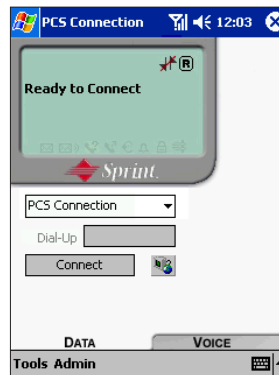 PCS Connection 12:03
R
Ready to Connect
Sprint.
PCS Connection
Dial-Up
Connect
DATA VOICE
Tools Admin